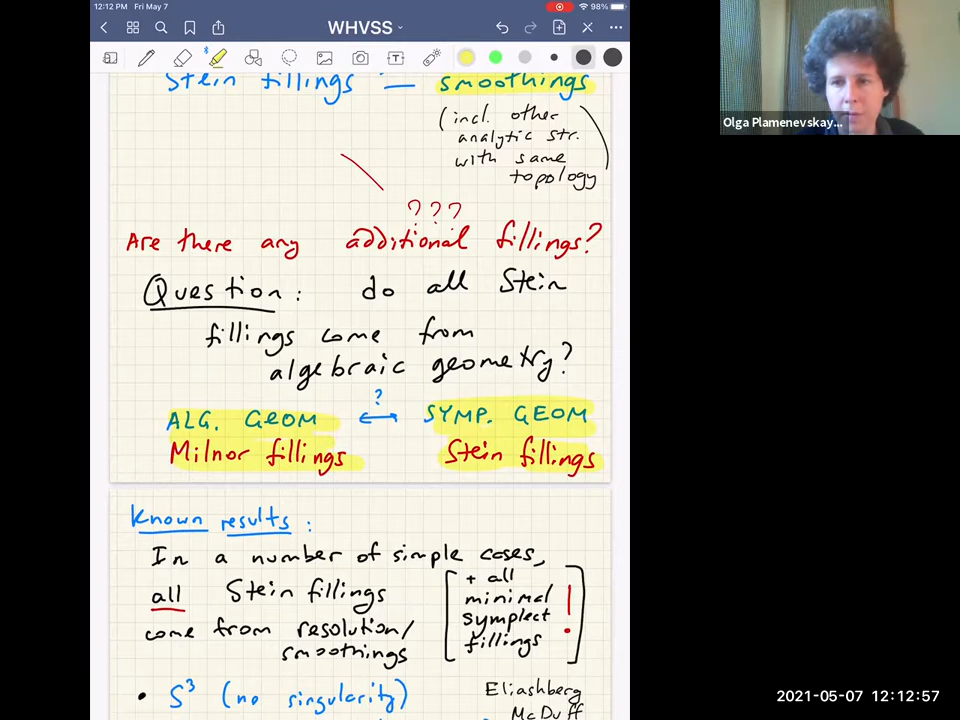 12:12 PM Fri May 7
98%
WHVSS
Stein fillings = smoothings
(incl. other
analytic str.
with same
topology)
???
Are there any additional fillings?
Question: do all Stein
fillings come from
algebraic geometry?
?
ALG. GEOM ↔ SYMP. GEOM
Milnor fillings Stein fillings
Known results:
In a number of simple cases,
all Stein fillings
come from resolution/
smoothings
[+ all
minimal
symplect
fillings]!
• S³ (no singularity)
Eliashberg
McDuff
Olga Plamenevskay...
2021-05-07 12:12:57